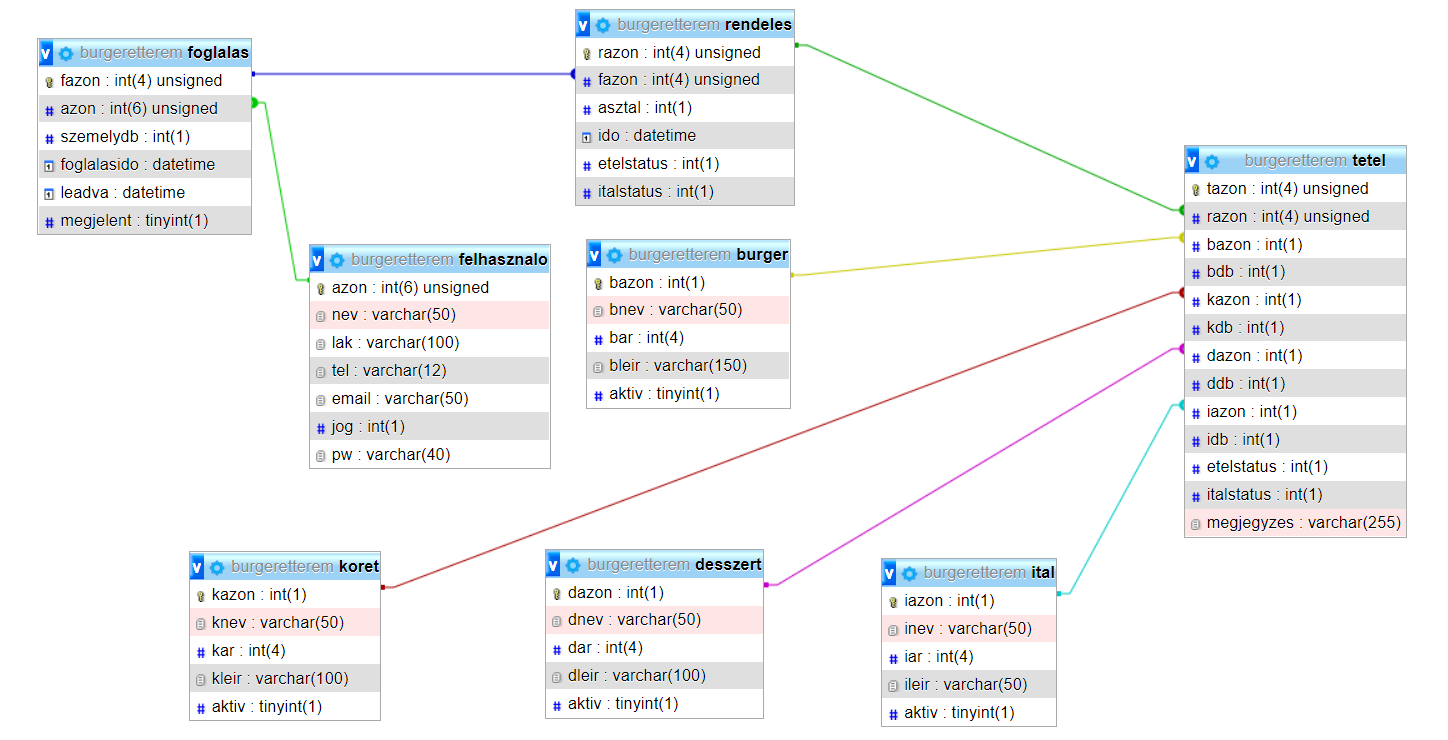 burgeretterem foglalas
fazon : int(4) unsigned
azon : int(6) unsigned
szemelydb : int(1)
foglalasido : datetime
leadva : datetime
megjelent : tinyint(1)
burgeretterem rendeles
razon : int(4) unsigned
fazon : int(4) unsigned
asztal : int(1)
ido : datetime
etelstatus : int(1)
italstatus : int(1)
burgeretterem tetel
tazon : int(4) unsigned
razon : int(4) unsigned
bazon : int(1)
bdb : int(1)
kazon : int(1)
kdb : int(1)
dazon : int(1)
ddb : int(1)
iazon : int(1)
idb : int(1)
etelstatus : int(1)
italstatus : int(1)
megjegyzes : varchar(255)
burgeretterem felhasznalo
azon : int(6) unsigned
nev : varchar(50)
lak : varchar(100)
tel : varchar(12)
email : varchar(50)
jog : int(1)
pw : varchar(40)
burgeretterem burger
bazon : int(1)
bnev : varchar(50)
bar : int(4)
bleir : varchar(150)
aktiv : tinyint(1)
burgeretterem koret
kazon : int(1)
knev : varchar(50)
kar : int(4)
kleir : varchar(100)
aktiv : tinyint(1)
burgeretterem desszert
dazon : int(1)
dnev : varchar(50)
dar : int(4)
dleir : varchar(100)
aktiv : tinyint(1)
burgeretterem ital
iazon : int(1)
inev : varchar(50)
iar : int(4)
ileir : varchar(50)
aktiv : tinyint(1)